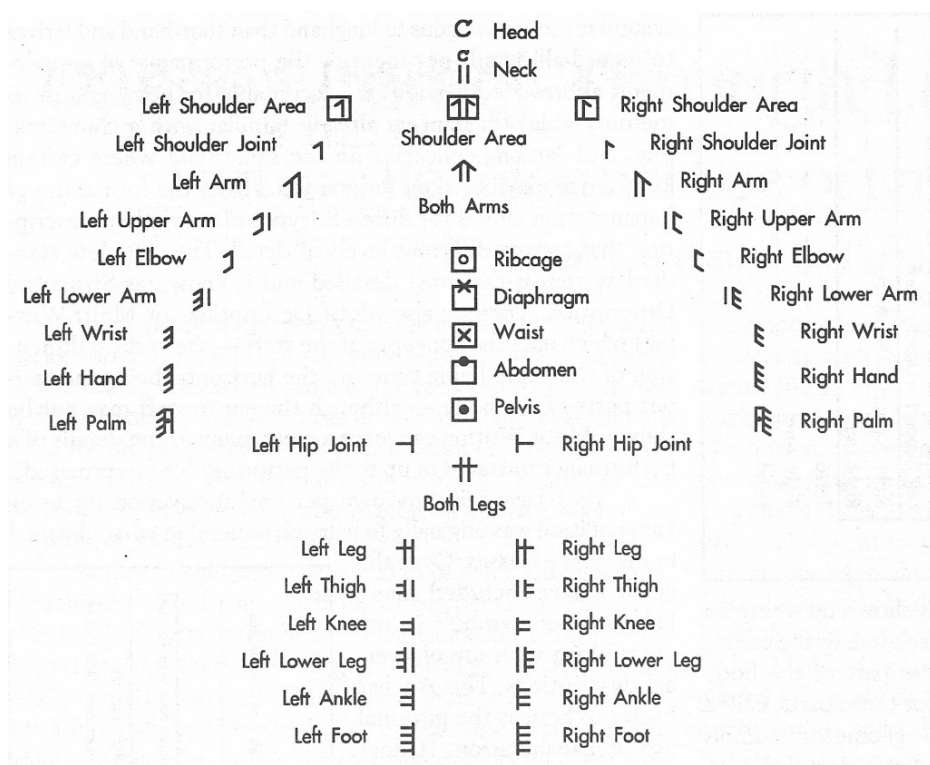 Head
Neck
Left Shoulder Area Right Shoulder Area
Shoulder Area
Left Shoulder Joint Right Shoulder Joint
Left Arm Right Arm
Both Arms
Left Upper Arm Right Upper Arm
Left Elbow Ribcage Right Elbow
Left Lower Arm Diaphragm Right Lower Arm
Left Wrist Waist Right Wrist
Left Hand Abdomen Right Hand
Left Palm Pelvis Right Palm
Left Hip Joint Right Hip Joint
Both Legs
Left Leg Right Leg
Left Thigh Right Thigh
Left Knee Right Knee
Left Lower Leg Right Lower Leg
Left Ankle Right Ankle
Left Foot Right Foot